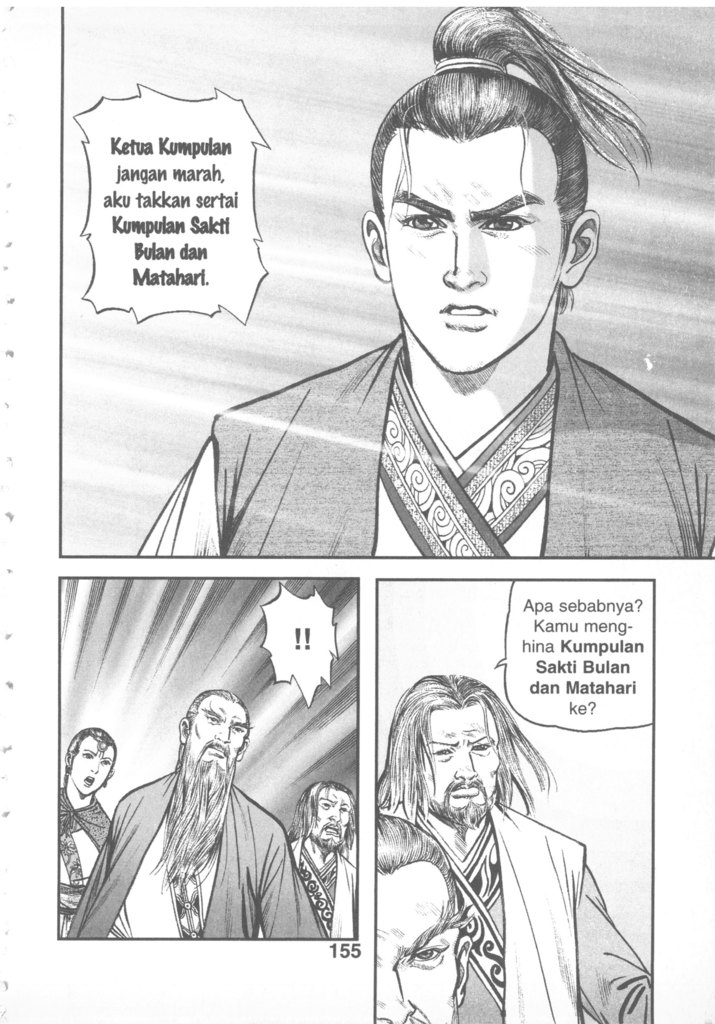 Ketua Kumpulan
jangan marah,
aku takkan sertai
Kumpulan Sakti
Bulan dan
Matahari.
!!
Apa sebabnya?
Kamu meng-
hina Kumpulan
Sakti Bulan
dan Matahari
ke?
155